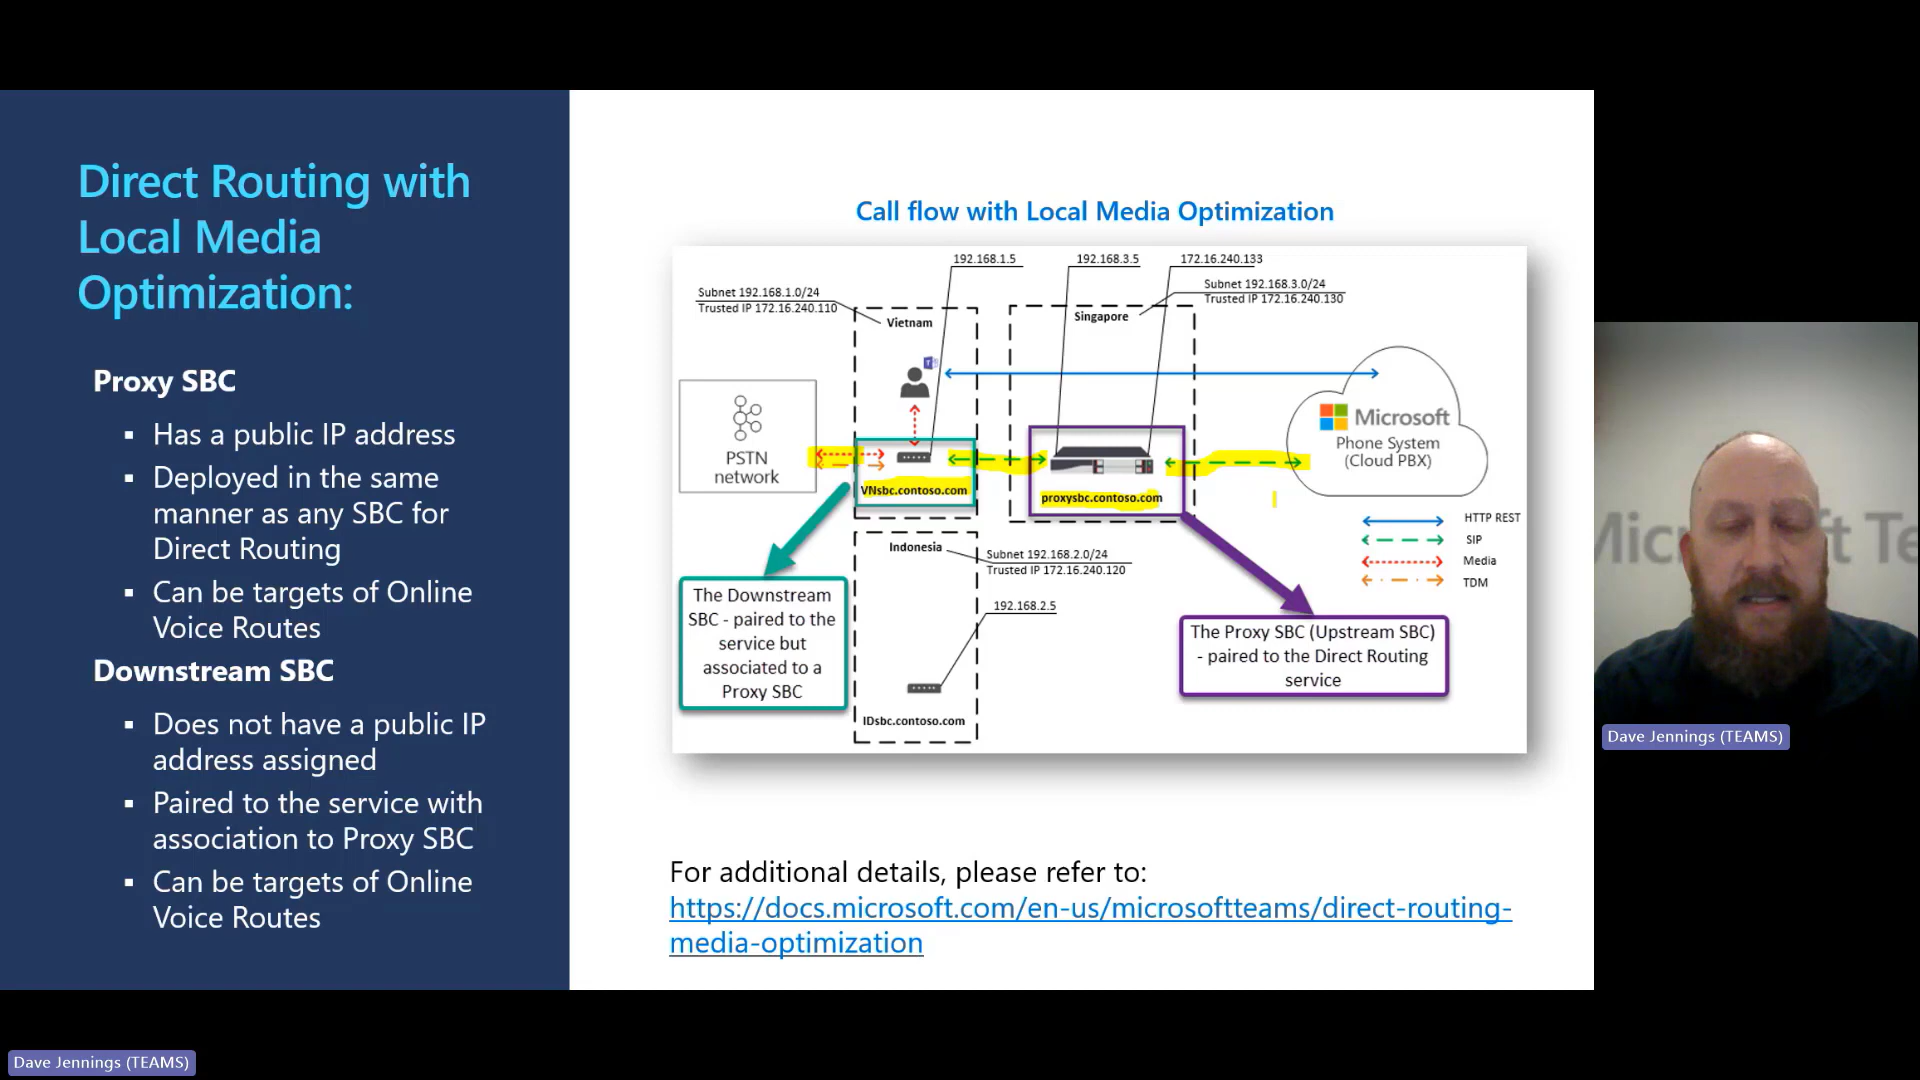 Direct Routing with
Local Media
Optimization:
Proxy SBC
▪ Has a public IP address
▪ Deployed in the same
manner as any SBC for
Direct Routing
▪ Can be targets of Online
Voice Routes
Downstream SBC
▪ Does not have a public IP
address assigned
▪ Paired to the service with
association to Proxy SBC
▪ Can be targets of Online
Voice Routes
Call flow with Local Media Optimization
192.168.1.5
192.168.3.5
172.16.240.133
Subnet 192.168.1.0/24
Trusted IP 172.16.240.110
Subnet 192.168.3.0/24
Trusted IP 172.16.240.130
Vietnam
Singapore
PSTN
network
VNsbc.contoso.com
proxysbc.contoso.com
Microsoft
Phone System
(Cloud PBX)
HTTP REST
SIP
Media
TDM
Indonesia
Subnet 192.168.2.0/24
Trusted IP 172.16.240.120
192.168.2.5
IDsbc.contoso.com
The Downstream
SBC - paired to the
service but
associated to a
Proxy SBC
The Proxy SBC (Upstream SBC)
- paired to the Direct Routing
service
For additional details, please refer to:
https://docs.microsoft.com/en-us/microsoftteams/direct-routing-
media-optimization
Dave Jennings (TEAMS)
Dave Jennings (TEAMS)